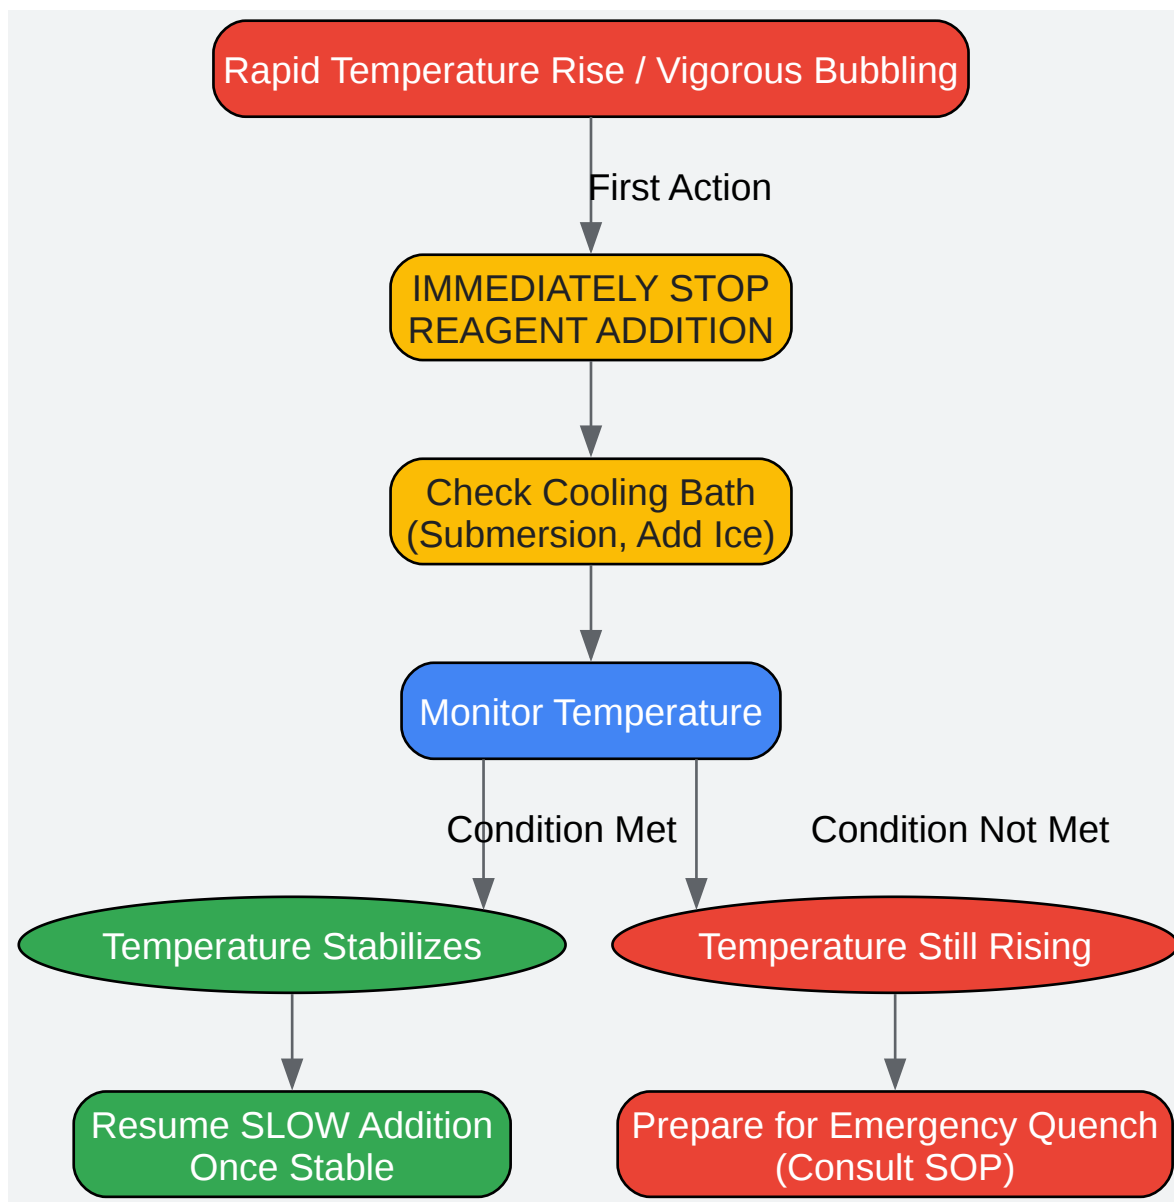 Rapid Temperature Rise / Vigorous Bubbling
First Action
IMMEDIATELY STOP
REAGENT ADDITION
Check Cooling Bath
(Submersion, Add Ice)
Monitor Temperature
Condition Met
Condition Not Met
Temperature Stabilizes
Temperature Still Rising
Resume SLOW Addition
Once Stable
Prepare for Emergency Quench
(Consult SOP)